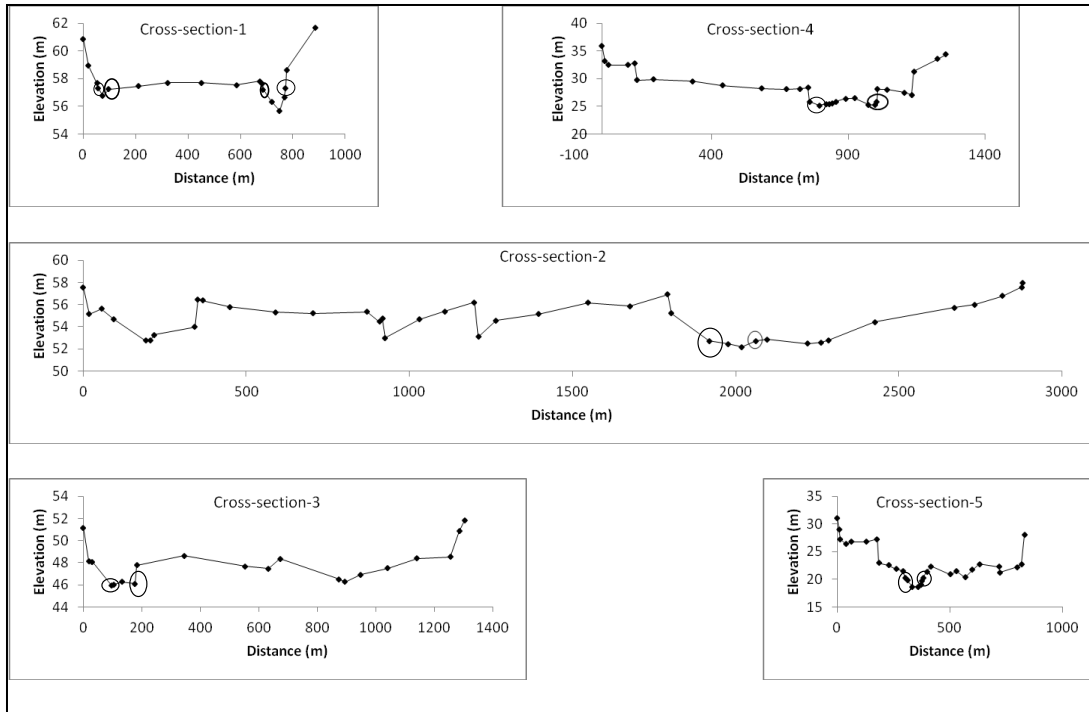 Cross-section-1
Elevation (m)
62
60
58
56
54
0 200 400 600 800 1000
Distance (m)
Cross-section-4
Elevation (m)
40
35
30
25
20
-100 400 900 1400
Distance (m)
Cross-section-2
Elevation (m)
60
58
56
54
52
50
0 500 1000 1500 2000 2500 3000
Distance (m)
Cross-section-3
Elevation (m)
54
52
50
48
46
44
0 200 400 600 800 1000 1200 1400
Distance (m)
Cross-section-5
Elevation (m)
35
30
25
20
15
0 500 1000
Distance (m)